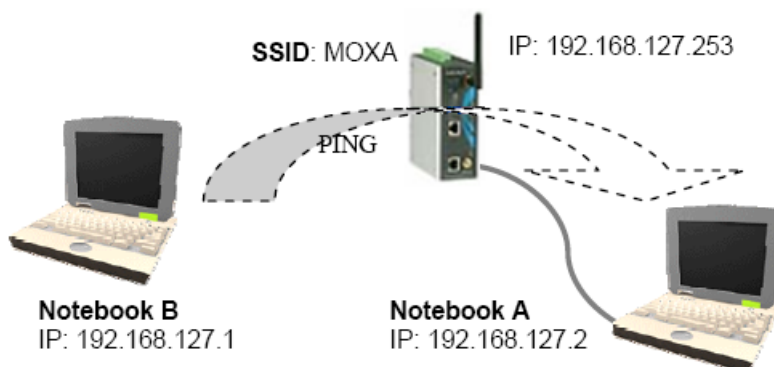 SSID: MOXA
IP: 192.168.127.253
PING
Notebook B
IP: 192.168.127.1
Notebook A
IP: 192.168.127.2